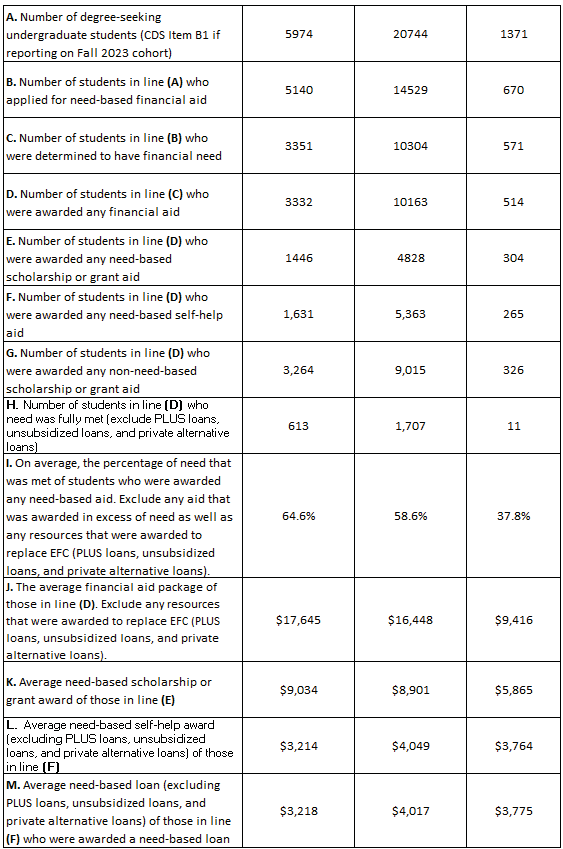 A. Number of degree-seeking
undergraduate students (CDS Item B1 if
reporting on Fall 2023 cohort)
5974
20744
1371
B. Number of students in line (A) who
applied for need-based financial aid
5140
14529
670
C. Number of students in line (B) who
were determined to have financial need
3351
10304
571
D. Number of students in line (C) who
were awarded any financial aid
3332
10163
514
E. Number of students in line (D) who
were awarded any need-based
scholarship or grant aid
1446
4828
304
F. Number of students in line (D) who
were awarded any need-based self-help
aid
1,631
5,363
265
G. Number of students in line (D) who
were awarded any non-need-based
scholarship or grant aid
3,264
9,015
326
H. Number of students in line (D) who
need was fully met (exclude PLUS loans,
unsubsidized loans, and private alternative
loans)
613
1,707
11
I. On average, the percentage of need that
was met of students who were awarded
any need-based aid. Exclude any aid that
was awarded in excess of need as well as
any resources that were awarded to
replace EFC (PLUS loans, unsubsidized
loans, and private alternative loans).
64.6%
58.6%
37.8%
J. The average financial aid package of
those in line (D). Exclude any resources
that were awarded to replace EFC (PLUS
loans, unsubsidized loans, and private
alternative loans).
$17,645
$16,448
$9,416
K. Average need-based scholarship or
grant award of those in line (E)
$9,034
$8,901
$5,865
L. Average need-based self-help award
(excluding PLUS loans, unsubsidized
loans, and private alternative loans) of those
in line (F)
$3,214
$4,049
$3,764
M. Average need-based loan (excluding
PLUS loans, unsubsidized loans, and
private alternative loans) of those in line
(F) who were awarded a need-based loan
$3,218
$4,017
$3,775